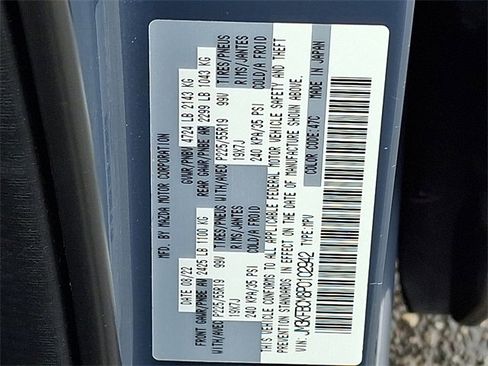 MFD. BY MAZDA MOTOR CORPORATION
DATE: 08/22 GVWR/PNBV 4724 LB 2143 KG
FRONT GAWR/PNBE AV 2425 LB 1100 KG REAR GAWR/PNBE AR 2299 LB 1043 KG
WITH/AVEC P225/55R19 99V TIRES/PNEUS WITH/AVEC P225/55R19 99V TIRES/PNEUS
19X7J RIMS/JANTES 19X7J RIMS/JANTES
240 KPA/35 PSI COLD/A FROID 240 KPA/35 PSI COLD/A FROID
THIS VEHICLE CONFORMS TO ALL APPLICABLE FEDERAL MOTOR VEHICLE SAFETY AND THEFT
PREVENTION STANDARDS IN EFFECT ON THE DATE OF MANUFACTURE SHOWN ABOVE.
VIN: TYPE: MPV COLOR CODE: 47C MADE IN JAPAN